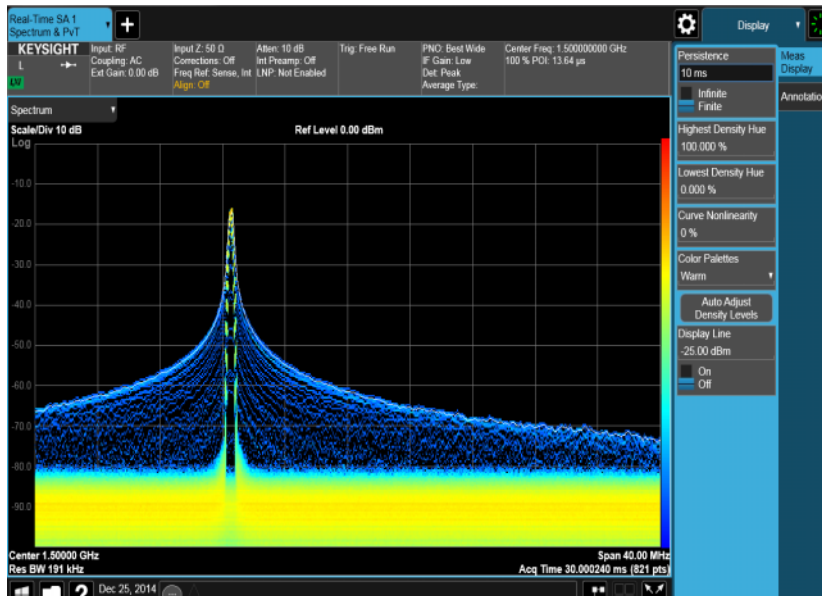 Real-Time SA 1
Spectrum & PvT
+
Display
KEYSIGHT
L
Input: RF
Coupling: AC
Ext Gain: 0.00 dB
Input Z: 50 Ω
Corrections: Off
Freq Ref: Sense, Int
Align: Off
Atten: 10 dB
Int Preamp: Off
LNP: Not Enabled
Trig: Free Run
PNO: Best Wide
IF Gain: Low
Det: Peak
Average Type:
Center Freq: 1.500000000 GHz
100 % POI: 13.64 µs
Spectrum
Scale/Div 10 dB
Ref Level 0.00 dBm
Log
-10.0
-20.0
-30.0
-40.0
-50.0
-60.0
-70.0
-80.0
-90.0
Center 1.50000 GHz
Res BW 191 kHz
Span 40.00 MHz
Acq Time 30.000240 ms (821 pts)
?
Dec 25, 2014
Persistence
10 ms
Infinite
Finite
Highest Density Hue
100.000 %
Lowest Density Hue
0.000 %
Curve Nonlinearity
0 %
Color Palettes
Warm
Auto Adjust
Density Levels
Display Line
-25.00 dBm
On
Off
Meas
Display
Annotatio